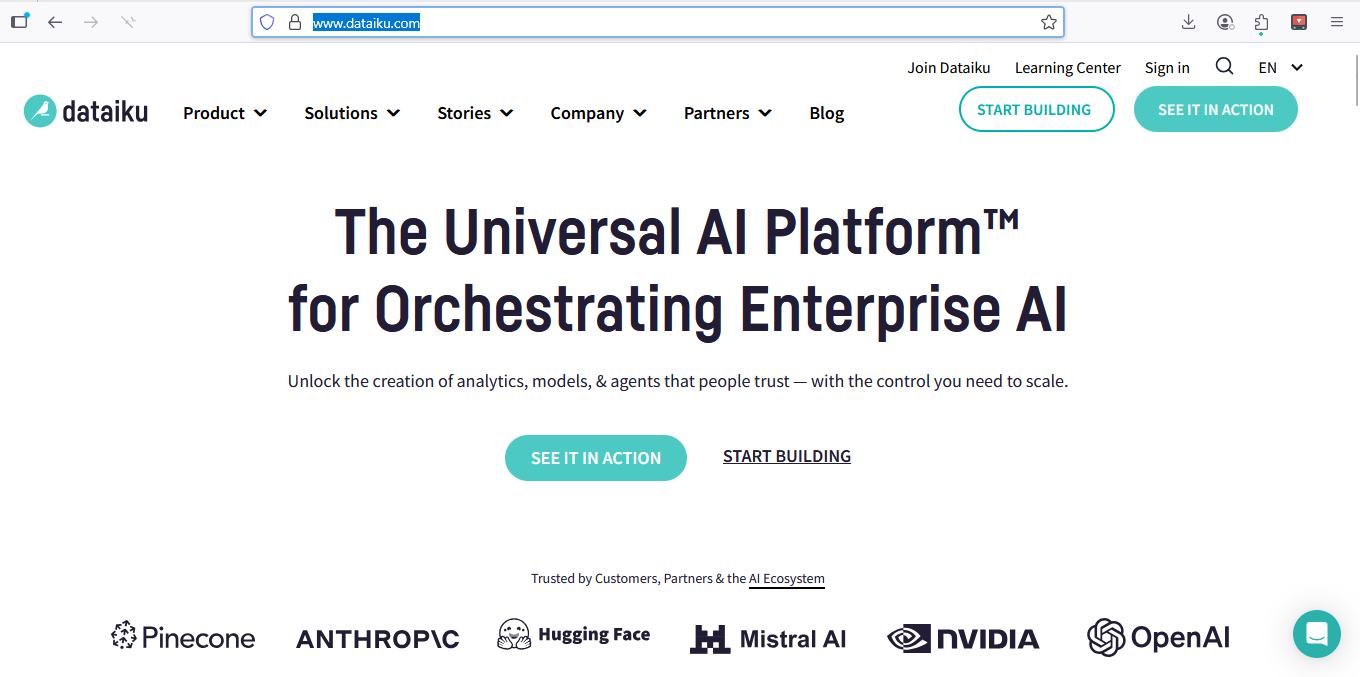 www.dataiku.com
Join Dataiku Learning Center Sign in EN
dataiku Product Solutions Stories Company Partners Blog START BUILDING SEE IT IN ACTION
The Universal AI Platform™
for Orchestrating Enterprise AI
Unlock the creation of analytics, models, & agents that people trust — with the control you need to scale.
SEE IT IN ACTION START BUILDING
Trusted by Customers, Partners & the AI Ecosystem
Pinecone ANTHROP\C Hugging Face Mistral AI NVIDIA OpenAI